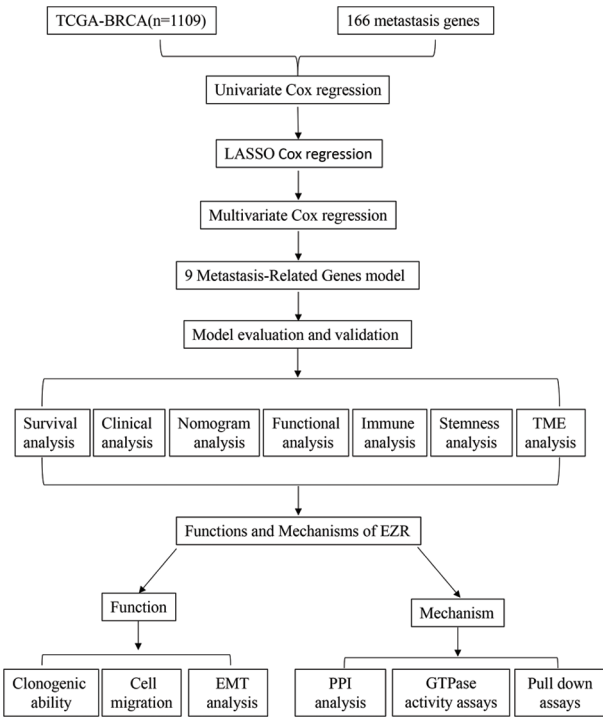 TCGA-BRCA(n=1109)
166 metastasis genes
Univariate Cox regression
LASSO Cox regression
Multivariate Cox regression
9 Metastasis-Related Genes model
Model evaluation and validation
Survival
analysis
Clinical
analysis
Nomogram
analysis
Functional
analysis
Immune
analysis
Stemness
analysis
TME
analysis
Functions and Mechanisms of EZR
Function
Mechanism
Clonogenic
ability
Cell
migration
EMT
analysis
PPI
analysis
GTPase
activity assays
Pull down
assays